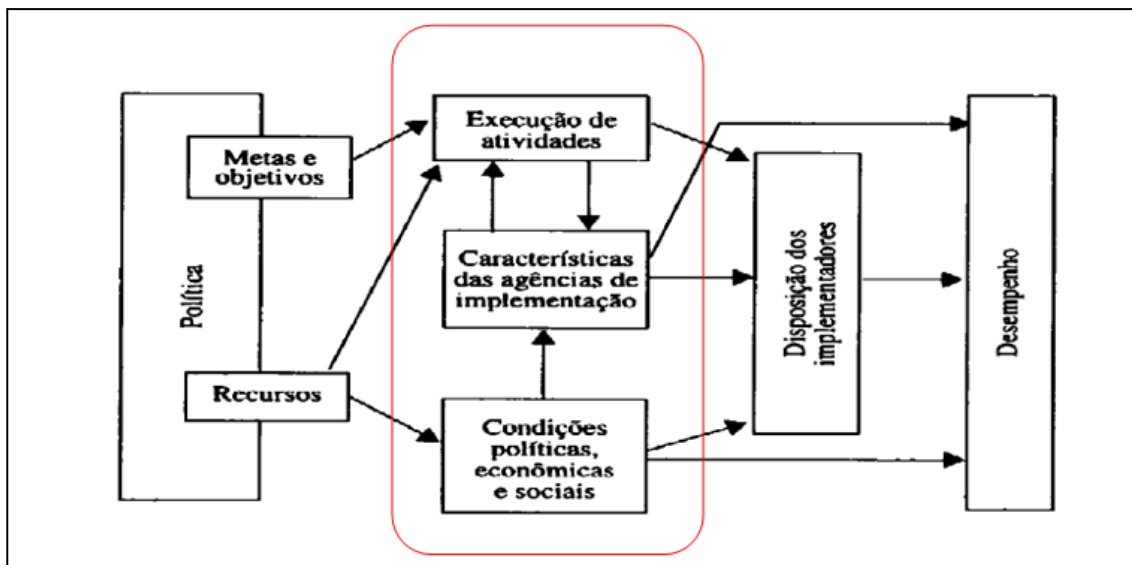 Política
Metas e
objetivos
Recursos
Execução de
atividades
Características
das agências de
implementação
Condições
políticas,
econômicas
e sociais
Disposição dos
implementadores
Desempenho